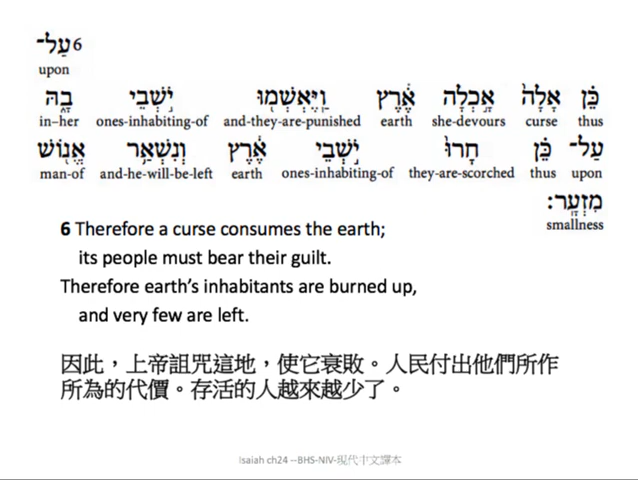 6 עַל־
upon
כֵּ֗ן אָלָה֙ אָ֣כְלָה אֶ֔רֶץ וַֽיֶּאְשְׁמ֖וּ יֹ֣שְׁבֵי בָ֑הּ
in–her ones-inhabiting-of and-they-are-punished earth she-devours curse thus
עַל־ כֵּ֗ן חָרוּ֙ יֹ֣שְׁבֵי אֶ֔רֶץ וְנִשְׁאַ֥ר אֱנ֖וֹשׁ
man-of and-he-will-be-left earth ones-inhabiting-of they-are-scorched thus upon
מִזְעָֽר׃
smallness
6 Therefore a curse consumes the earth;
its people must bear their guilt.
Therefore earth’s inhabitants are burned up,
and very few are left.
因此，上帝詛咒這地，使它衰敗。人民付出他們所作
所為的代價。存活的人越來越少了。
Isaiah ch24 --BHS-NIV-現代中文譯本